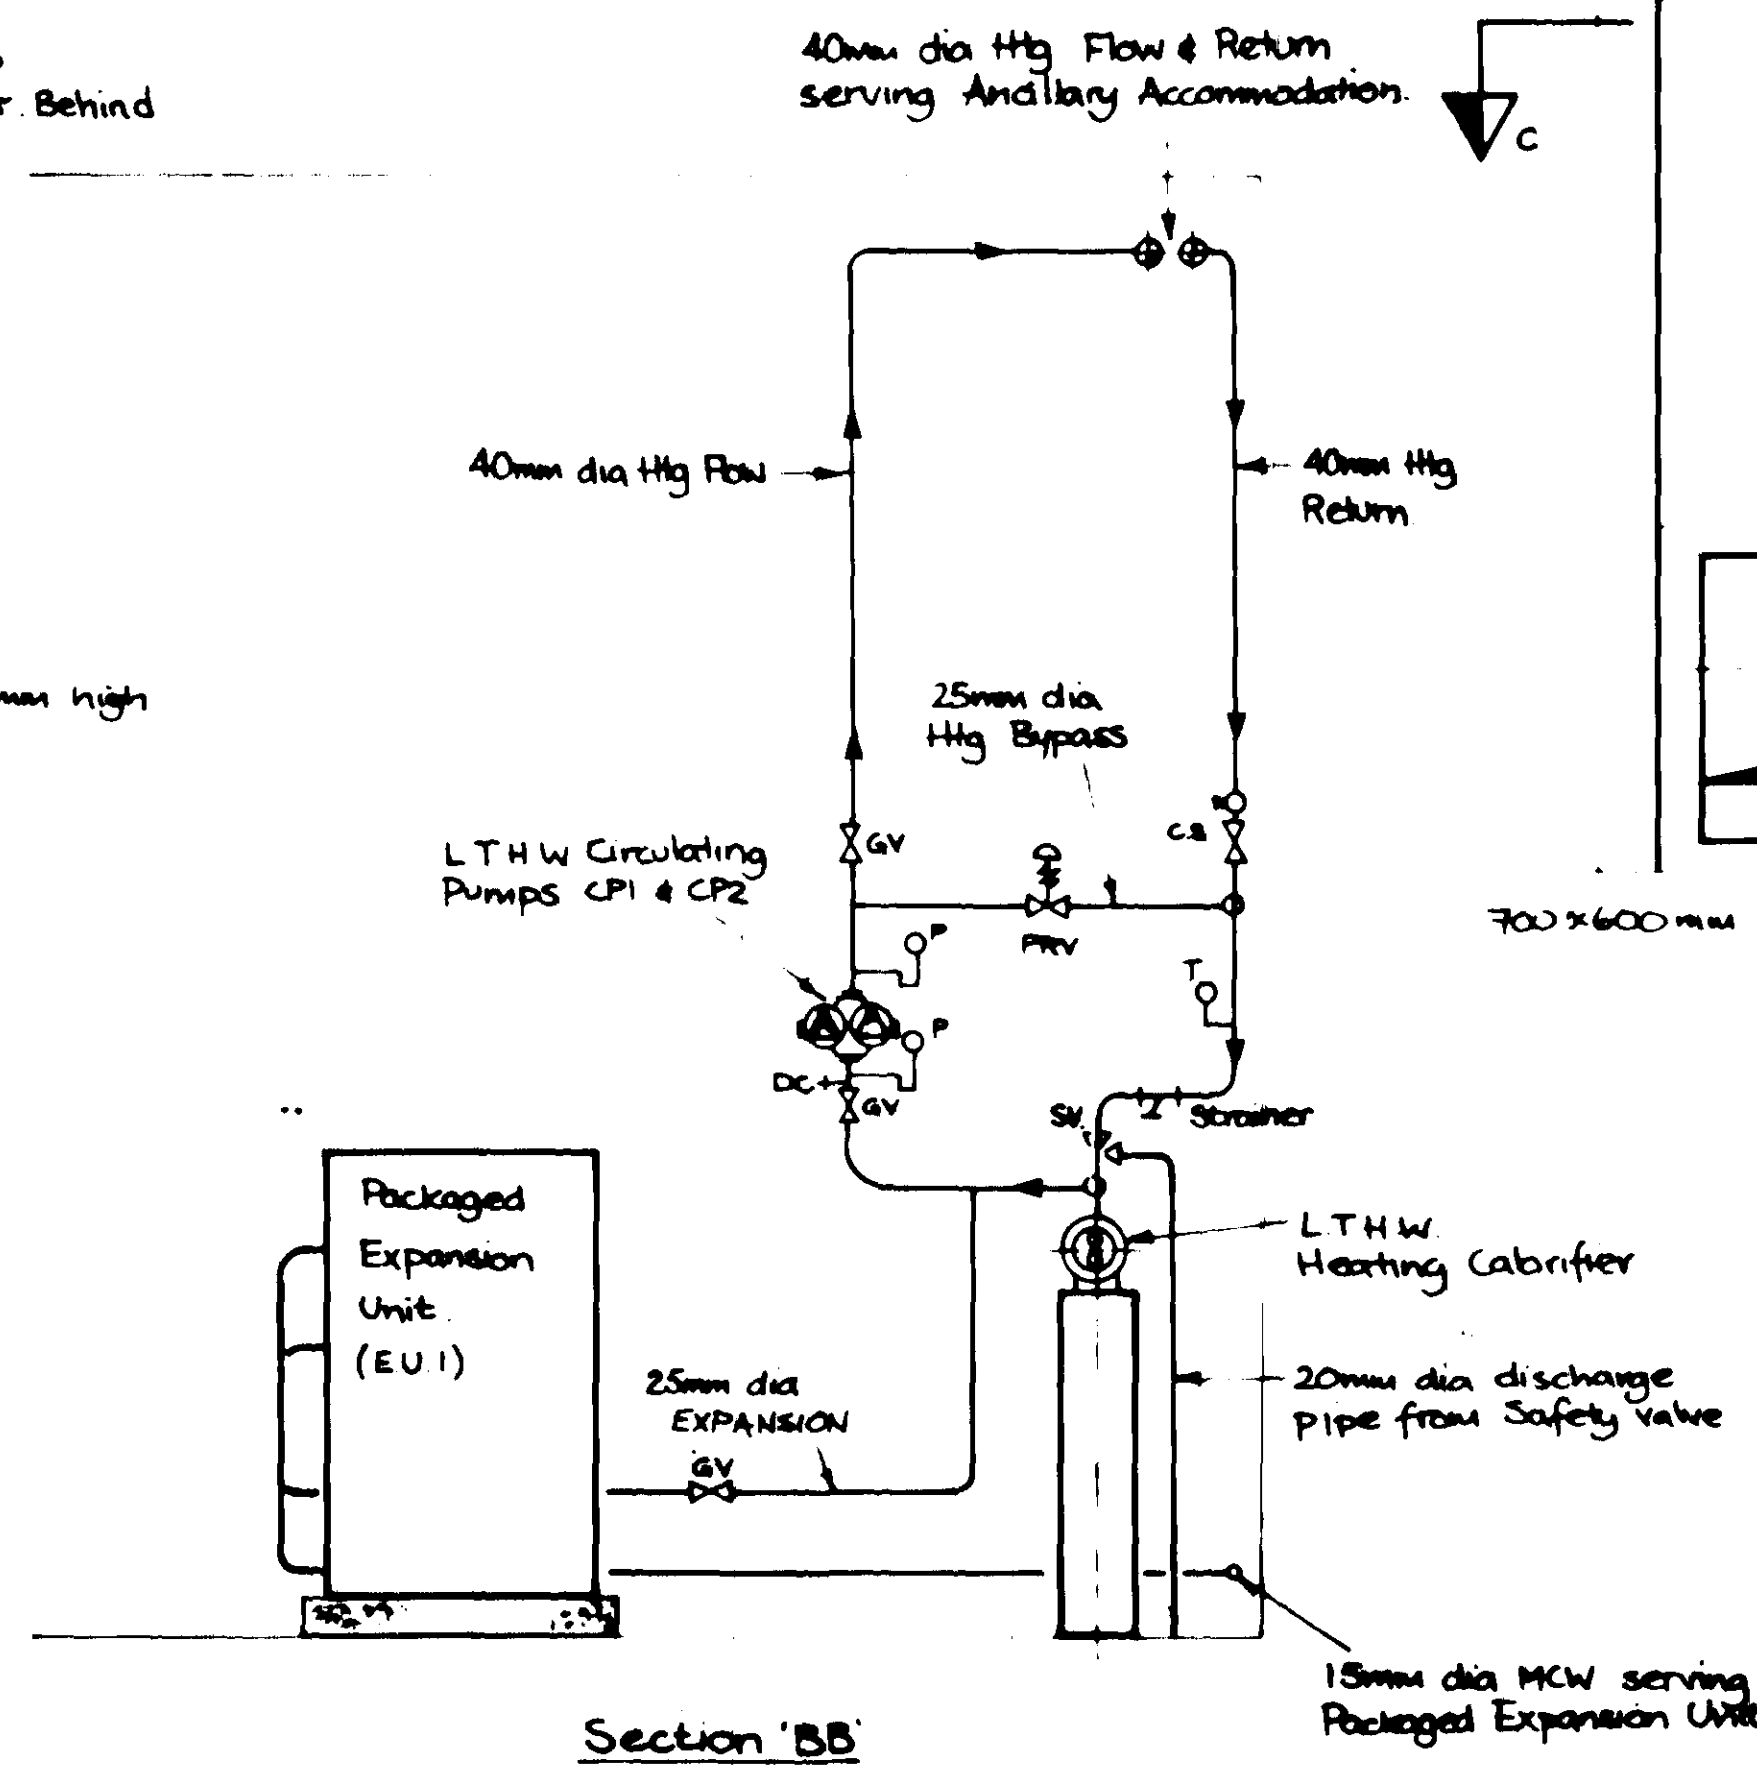 Behind
40mm dia Htg Flow & Return
serving Ancillary Accommodation.
C
40mm dia Htg Flow
40mm Htg
Return
mm high
25mm dia
Htg Bypass
GV
C.S
LTHW Circulating
Pumps CP1 & CP2
PRV
P
T
700 x 600 mm
P
DC
GV
SV.
Strainer
Packaged
Expansion
Unit
(EU1)
LTHW
Heating Calorifier
25mm dia
EXPANSION
GV
20mm dia discharge
pipe from Safety valve
15mm dia MCW serving
Packaged Expansion Unit
Section 'BB'